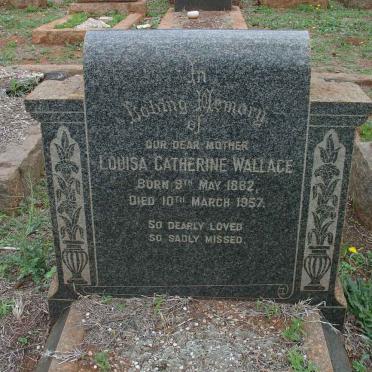 In
Loving Memory
of
OUR DEAR MOTHER
LOUISA CATHERINE WALLACE
BORN 9TH MAY 1882,
DIED 10TH MARCH 1957.
SO DEARLY LOVED
SO SADLY MISSED.